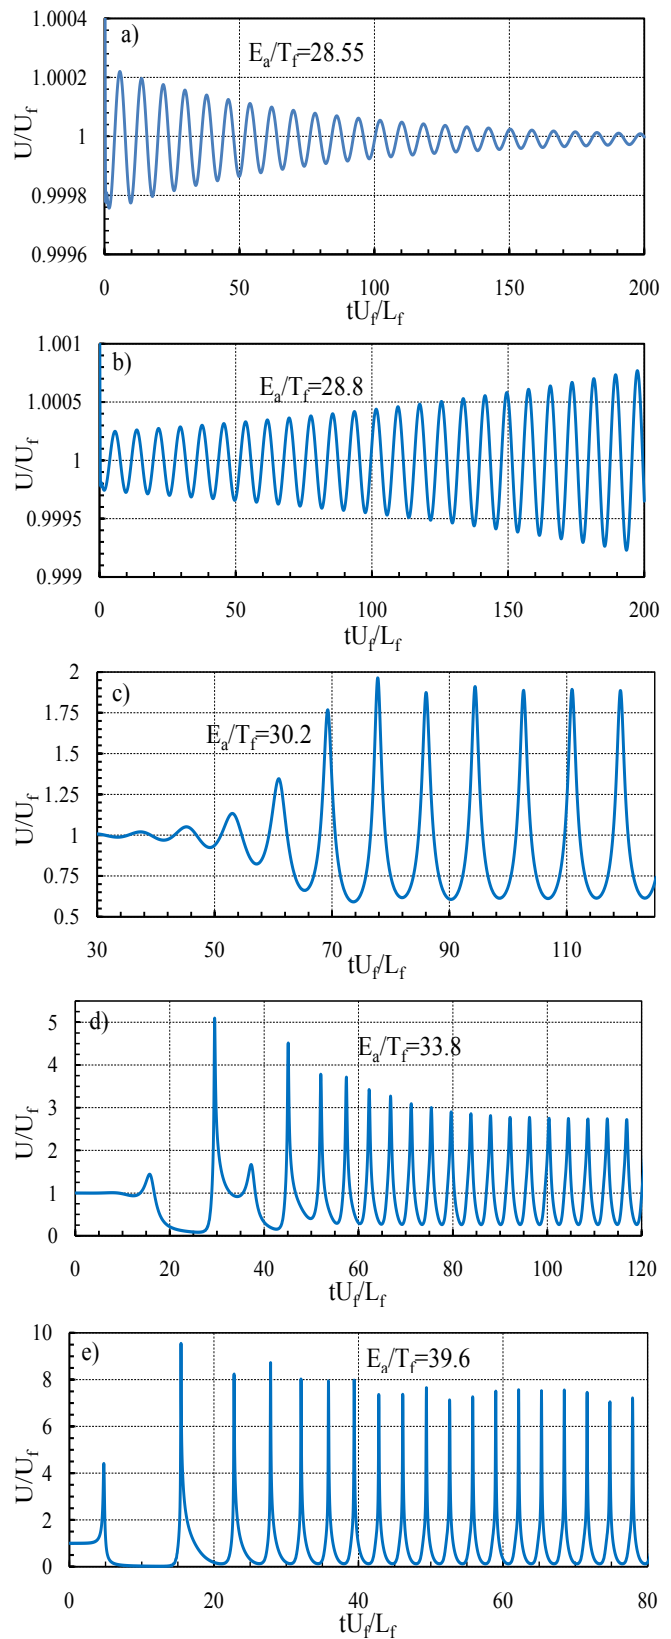 a)
E_a/T_f=28.55
U/U_f
1.0004
1.0002
1
0.9998
0.9996
0 50 100 150 200
tU_f/L_f
b)
E_a/T_f=28.8
U/U_f
1.001
1.0005
1
0.9995
0.999
0 50 100 150 200
tU_f/L_f
c)
E_a/T_f=30.2
U/U_f
2
1.75
1.5
1.25
1
0.75
0.5
30 50 70 90 110
tU_f/L_f
d)
E_a/T_f=33.8
U/U_f
5
4
3
2
1
0
0 20 40 60 80 100 120
tU_f/L_f
e)
E_a/T_f=39.6
U/U_f
10
8
6
4
2
0
0 20 40 60 80
tU_f/L_f